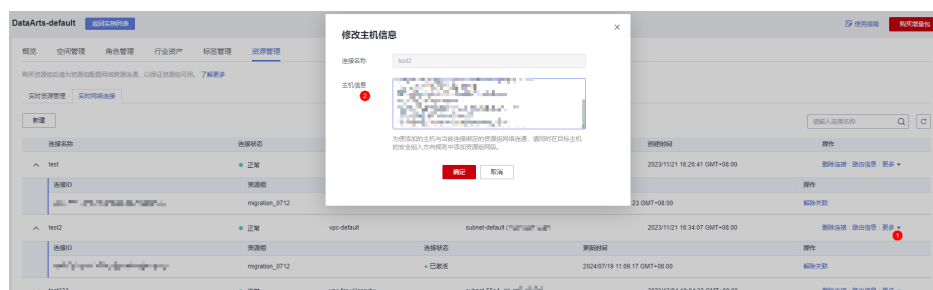 DataArts-default
返回实例列表
使用指南
购买增量包
概览
空间管理
角色管理
行业资产
标签管理
资源管理
购买资源组后请为资源组配置网络数据连通，以保证资源组可用。 了解更多
实时资源管理
实时网络连接
新建
请输入连接名称
连接名称
连接状态
创建时间
操作
test
正常
2023/11/21 16:26:41 GMT+08:00
删除连接
路由信息
更多
连接ID
资源组
操作
migration_0712
:23 GMT+08:00
解除关联
test2
正常
vpc-default
subnet-default (
2023/11/21 16:34:07 GMT+08:00
删除连接
路由信息
更多
1
连接ID
资源组
连接状态
更新时间
操作
migration_0712
已激活
2024/07/19 11:09:17 GMT+08:00
解除关联
修改主机信息
连接名称
test2
主机信息
2
为使添加的主机与当前连接绑定的资源组网络连通，请同时在目标主机
的安全组入方向规则中添加资源组网段。
确定
取消